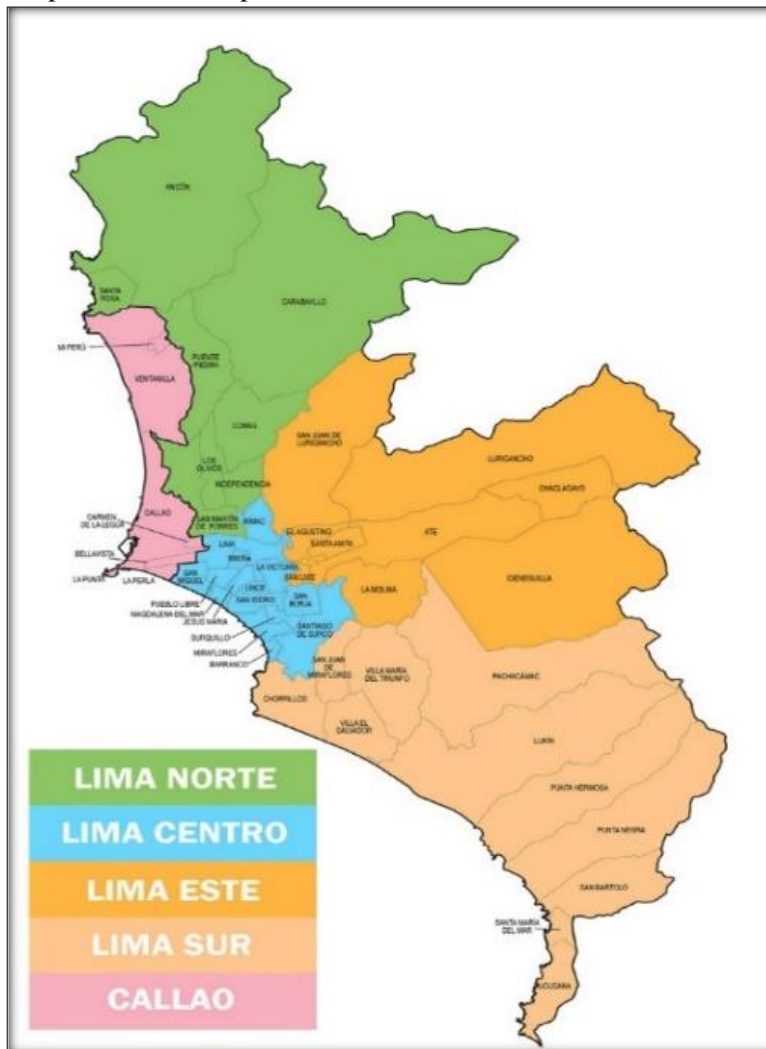 ANCÓN
SANTA
ROSA
CARABAYLLO
MI PERÚ
PUENTE
PIEDRA
VENTANILLA
COMAS
SAN JUAN DE
LURIGANCHO
LURIGANCHO
LOS
OLIVOS
INDEPENDENCIA
CHACLACAYO
CALLAO
CARMEN
DE LA LEGUA
SAN MARTÍN
DE PORRES
RÍMAC
EL AGUSTINO
ATE
SANTA ANITA
LIMA
BELLAVISTA
BREÑA
LA VICTORIA
CIENEGUILLA
LA PUNTA
LA PERLA
SAN
MIGUEL
SAN LUIS
LA MOLINA
LINCE
SAN ISIDRO
SAN
BORJA
PUEBLO LIBRE
MAGDALENA DEL MAR
JESÚS MARÍA
SANTIAGO
DE SURCO
SURQUILLO
MIRAFLORES
BARRANCO
SAN JUAN
DE
MIRAFLORES
VILLA MARÍA
DEL TRIUNFO
PACHACÁMAC
CHORRILLOS
VILLA EL
SALVADOR
LURÍN
PUNTA HERMOSA
PUNTA NEGRA
SAN BARTOLO
SANTA MARÍA
DEL MAR
PUCUSANA
LIMA NORTE
LIMA CENTRO
LIMA ESTE
LIMA SUR
CALLAO